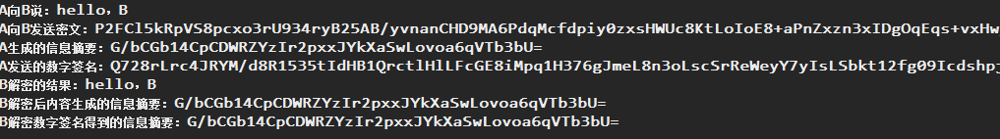 A向B说：hello，B
A向B发送密文：P2FCl5kRpVS8pcxo3rU934ryB25AB/yvnanCHD9MA6PdqMcfdpiy0zxsHWUc8KtLoIoE8+aPnZxzn3xIDgOqEqs+vxHw
A生成的信息摘要：G/bCGb14CpCDWRZYzIr2pxxJYkXaSwLovoa6qVTb3bU=
A发送的数字签名：Q728rLrc4JRYM/d8R1535tIdHB1QrctlHlLFcGE8iMpq1H376gJmeL8n3oLscSrReWeyY7yIsLSbkt12fg09Icdshpj
B解密的结果：hello，B
B解密后内容生成的信息摘要：G/bCGb14CpCDWRZYzIr2pxxJYkXaSwLovoa6qVTb3bU=
B解密数字签名得到的信息摘要：G/bCGb14CpCDWRZYzIr2pxxJYkXaSwLovoa6qVTb3bU=